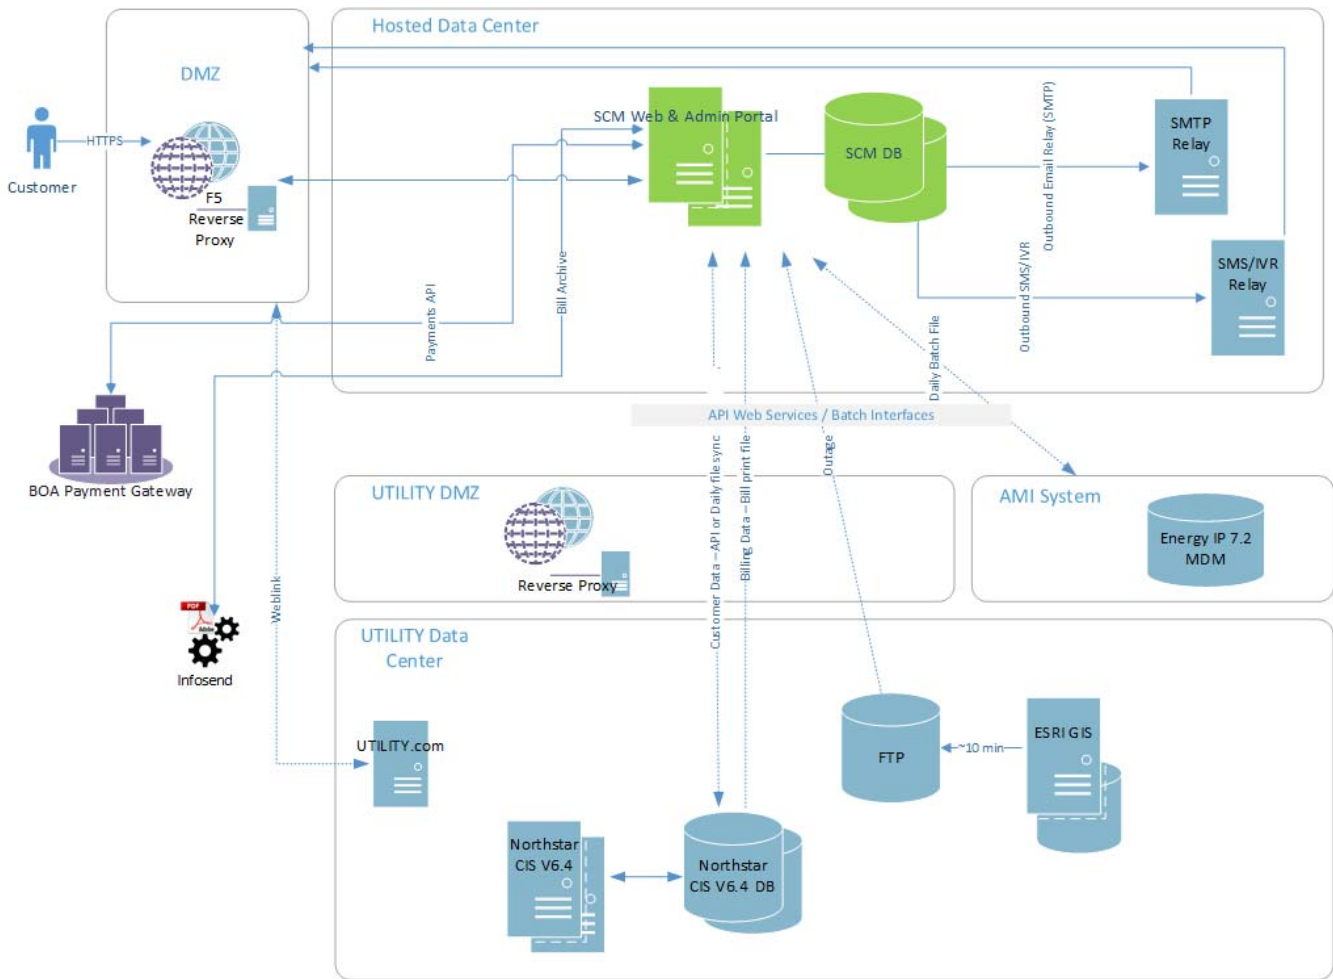 Hosted Data Center
DMZ
SCM Web & Admin Portal
SCM DB
SMTP
Relay
Outbound Email Relay (SMTP)
HTTPS
Customer
F5
Reverse
Proxy
SMS/IVR
Relay
Outbound SMS/IVR
Bill Archive
Payments API
Daily Batch File
API Web Services / Batch Interfaces
BOA Payment Gateway
UTILITY DMZ
Reverse Proxy
Customer Data – API or Daily file sync
Billing Data – Bill print file
Outage
AMI System
Energy IP 7.2
MDM
Weblink
PDF
Adobe
Infosend
UTILITY Data
Center
UTILITY.com
FTP
~10 min
ESRI GIS
Northstar
CIS V6.4
Northstar
CIS V6.4 DB